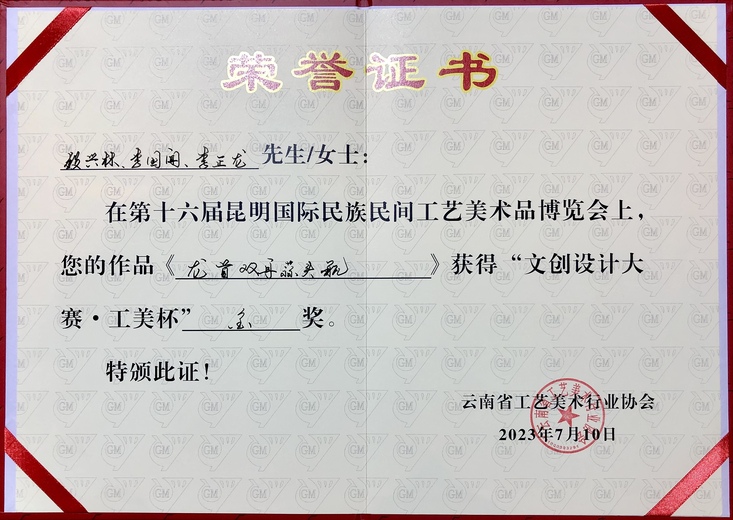 荣誉证书
兴林、李国闻、李正龙 先生/女士:
在第十六届昆明国际民族民间工艺美术品博览会上,
您的作品《龙首双丹蒜头瓶》获得“文创设计大
赛·工美杯”金奖。
特颁此证!
云南省工艺美术行业协会
2023年7月10日